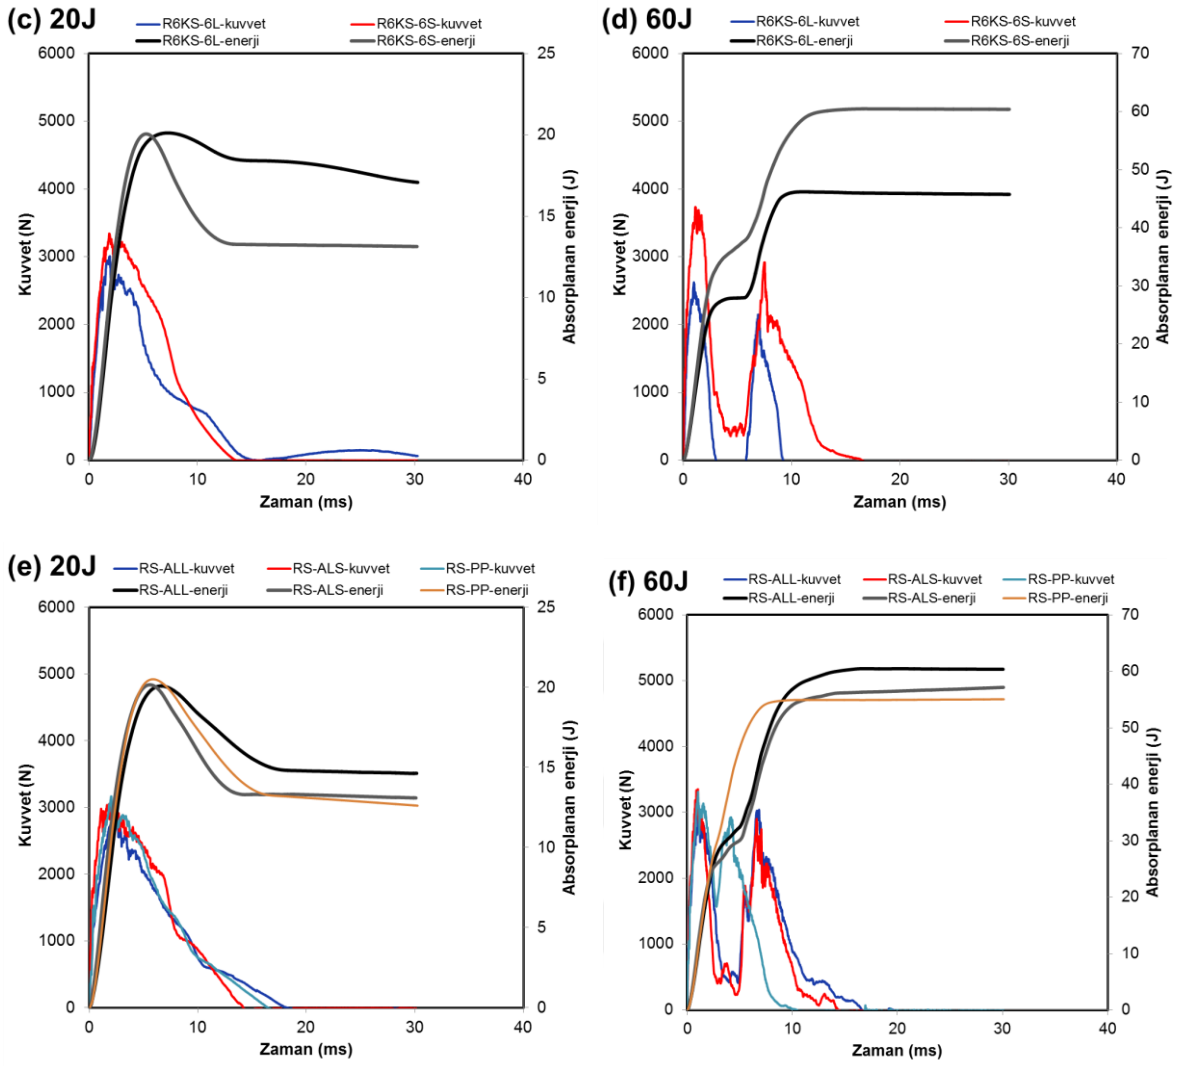 (c) 20J
R6KS-6L-kuvvet R6KS-6S-kuvvet
R6KS-6L-enerji R6KS-6S-enerji
6000
5000
4000
3000
2000
1000
0
Kuvvet (N)
25
20
15
10
5
0
Absorplanan enerji (J)
0 10 20 30 40
Zaman (ms)
(d) 60J
R6KS-6L-kuvvet R6KS-6S-kuvvet
R6KS-6L-enerji R6KS-6S-enerji
6000
5000
4000
3000
2000
1000
0
Kuvvet (N)
70
60
50
40
30
20
10
0
Absorplanan enerji (J)
0 10 20 30 40
Zaman (ms)
(e) 20J
RS-ALL-kuvvet RS-ALS-kuvvet RS-PP-kuvvet
RS-ALL-enerji RS-ALS-enerji RS-PP-enerji
6000
5000
4000
3000
2000
1000
0
Kuvvet (N)
25
20
15
10
5
0
Absorplanan enerji (J)
0 10 20 30 40
Zaman (ms)
(f) 60J
RS-ALL-kuvvet RS-ALS-kuvvet RS-PP-kuvvet
RS-ALL-enerji RS-ALS-enerji RS-PP-enerji
6000
5000
4000
3000
2000
1000
0
Kuvvet (N)
70
60
50
40
30
20
10
0
Absorplanan enerji (J)
0 10 20 30 40
Zaman (ms)